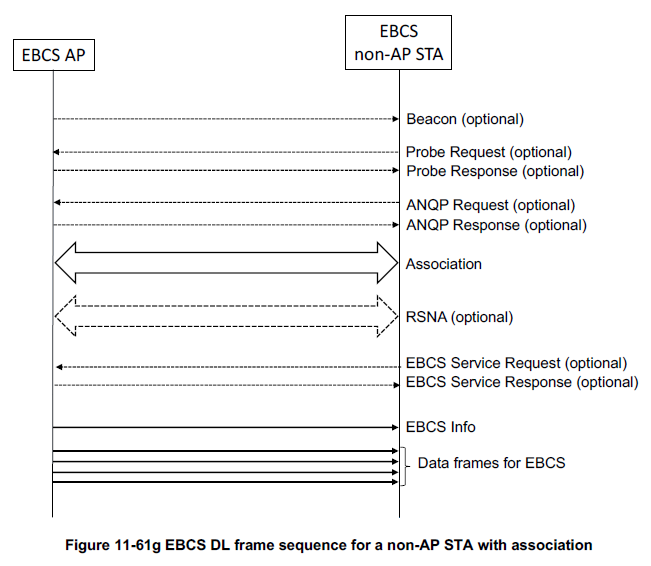 EBCS AP
EBCS
non-AP STA
Beacon (optional)
Probe Request (optional)
Probe Response (optional)
ANQP Request (optional)
ANQP Response (optional)
Association
RSNA (optional)
EBCS Service Request (optional)
EBCS Service Response (optional)
EBCS Info
Data frames for EBCS
Figure 11-61g EBCS DL frame sequence for a non-AP STA with association